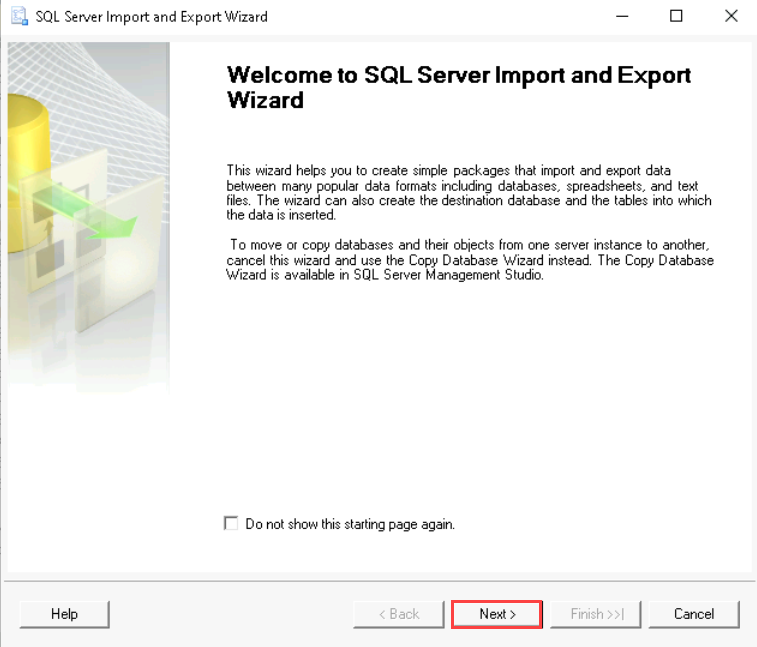 SQL Server Import and Export Wizard
Welcome to SQL Server Import and Export
Wizard
This wizard helps you to create simple packages that import and export data
between many popular data formats including databases, spreadsheets, and text
files. The wizard can also create the destination database and the tables into which
the data is inserted.
To move or copy databases and their objects from one server instance to another,
cancel this wizard and use the Copy Database Wizard instead. The Copy Database
Wizard is available in SQL Server Management Studio.
Do not show this starting page again.
Help
< Back
Next >
Finish >>|
Cancel